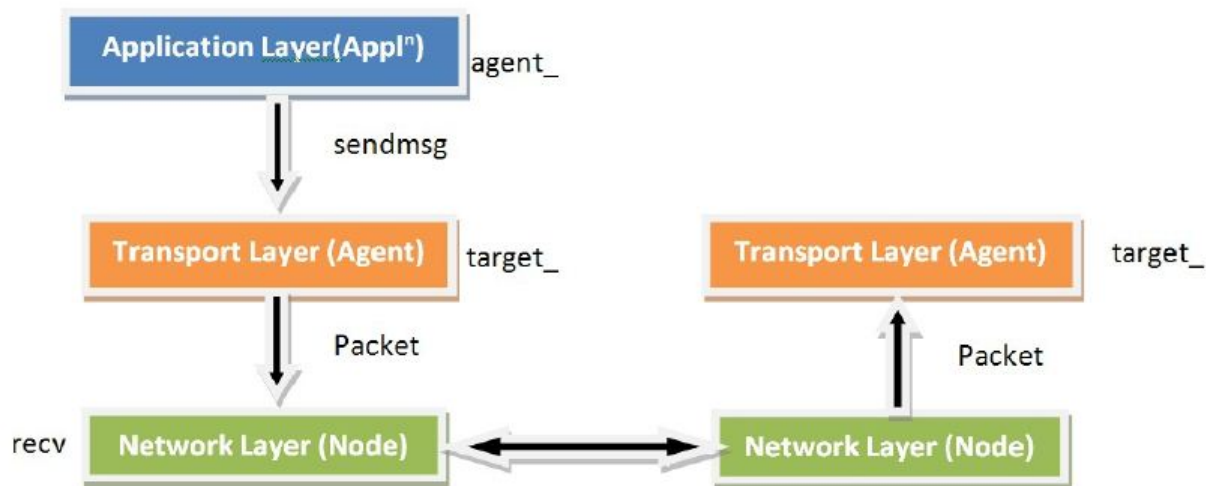 Application Layer(Applⁿ)
agent_
sendmsg
Transport Layer (Agent)
target_
Transport Layer (Agent)
target_
Packet
Packet
recv
Network Layer (Node)
Network Layer (Node)